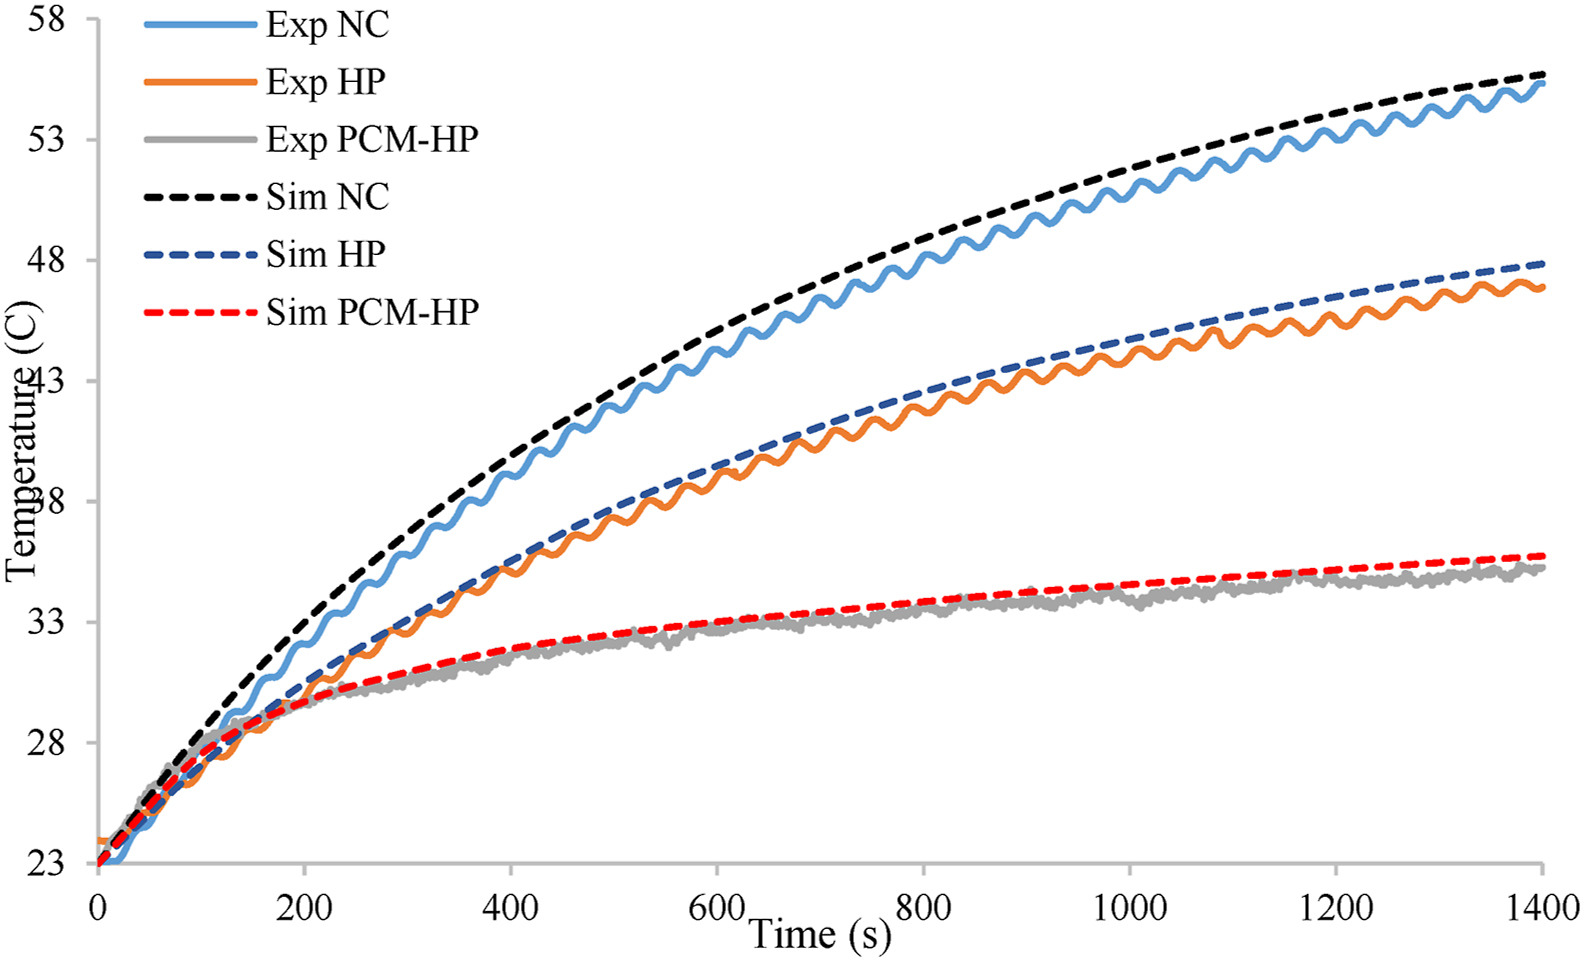 58
53
48
43
38
33
28
23
Temperature (C)
Exp NC
Exp HP
Exp PCM-HP
Sim NC
Sim HP
Sim PCM-HP
0 200 400 600 800 1000 1200 1400
Time (s)